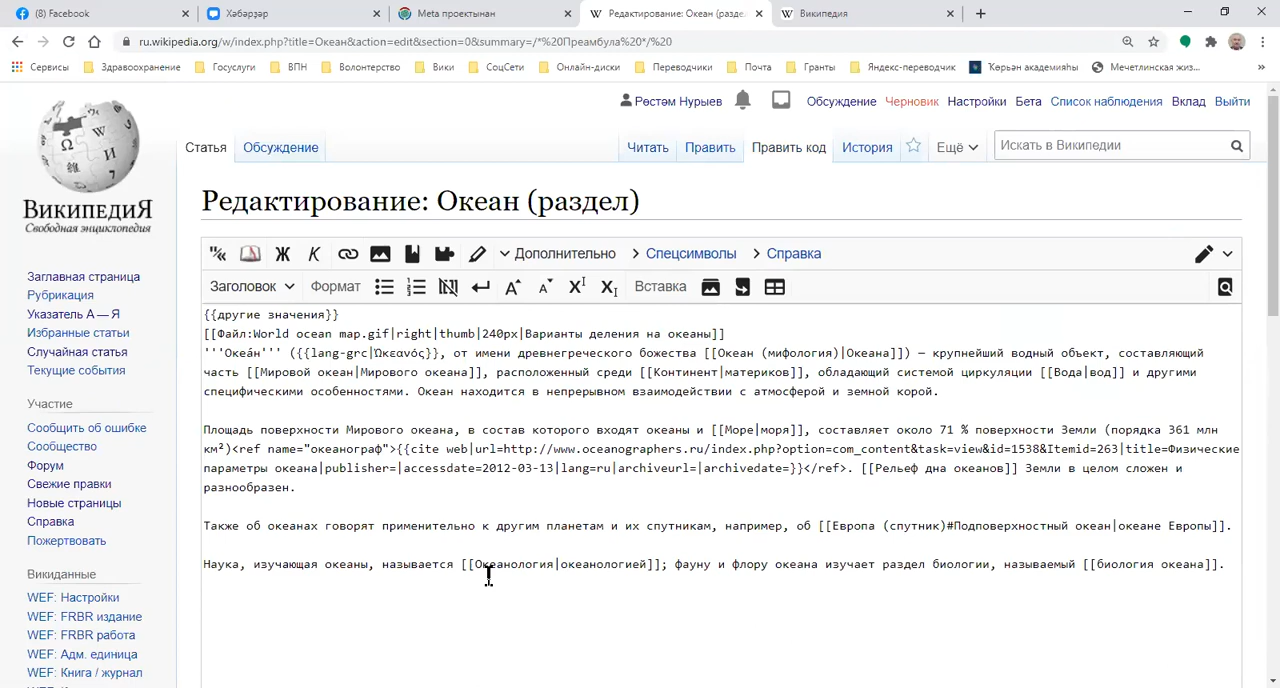 (8) Facebook
Хәбәрҙәр
Meta проектынан
Редактирование: Океан (раздел
Википедия
ru.wikipedia.org/w/index.php?title=Океан&action=edit&section=0&summary=/*%20Преамбула%20*/%20
Сервисы Здравоохранение Госуслуги ВПН Волонтерство Вики СоцСети Онлайн-диски Переводчики Почта Гранты Яндекс-переводчик Ҡөрьән академияһы Мечетлинская жиз... »
Рөстәм Нурыев Обсуждение Черновик Настройки Бета Список наблюдения Вклад Выйти
Статья Обсуждение Читать Править Править код История Ещё Искать в Википедии
ВикипедиЯ
Свободная энциклопедия
Редактирование: Океан (раздел)
Ж К Дополнительно Спецсимволы Справка
Заголовок Формат Вставка
Заглавная страница
Рубрикация
Указатель А — Я
Избранные статьи
Случайная статья
Текущие события
Участие
Сообщить об ошибке
Сообщество
Форум
Свежие правки
Новые страницы
Справка
Пожертвовать
Викиданные
WEF: Настройки
WEF: FRBR издание
WEF: FRBR работа
WEF: Адм. единица
WEF: Книга / журнал
{{другие значения}}
[[Файл:World ocean map.gif|right|thumb|240px|Варианты деления на океаны]]
'''Океа́н''' ({{lang-grc|Ὠκεανός}}, от имени древнегреческого божества [[Океан (мифология)|Океана]]) — крупнейший водный объект, составляющий
часть [[Мировой океан|Мирового океана]], расположенный среди [[Континент|материков]], обладающий системой циркуляции [[Вода|вод]] и другими
специфическими особенностями. Океан находится в непрерывном взаимодействии с атмосферой и земной корой.
Площадь поверхности Мирового океана, в состав которого входят океаны и [[Море|моря]], составляет около 71 % поверхности Земли (порядка 361 млн
км²)<ref name="океанограф">{{cite web|url=http://www.oceanographers.ru/index.php?option=com_content&task=view&id=1538&Itemid=263|title=Физические
параметры океана|publisher=|accessdate=2012-03-13|lang=ru|archiveurl=|archivedate=}}</ref>. [[Рельеф дна океанов]] Земли в целом сложен и
разнообразен.
Также об океанах говорят применительно к другим планетам и их спутникам, например, об [[Европа (спутник)#Подповерхностный океан|океане Европы]].
Наука, изучающая океаны, называется [[Океанология|океанологией]]; фауну и флору океана изучает раздел биологии, называемый [[биология океана]].